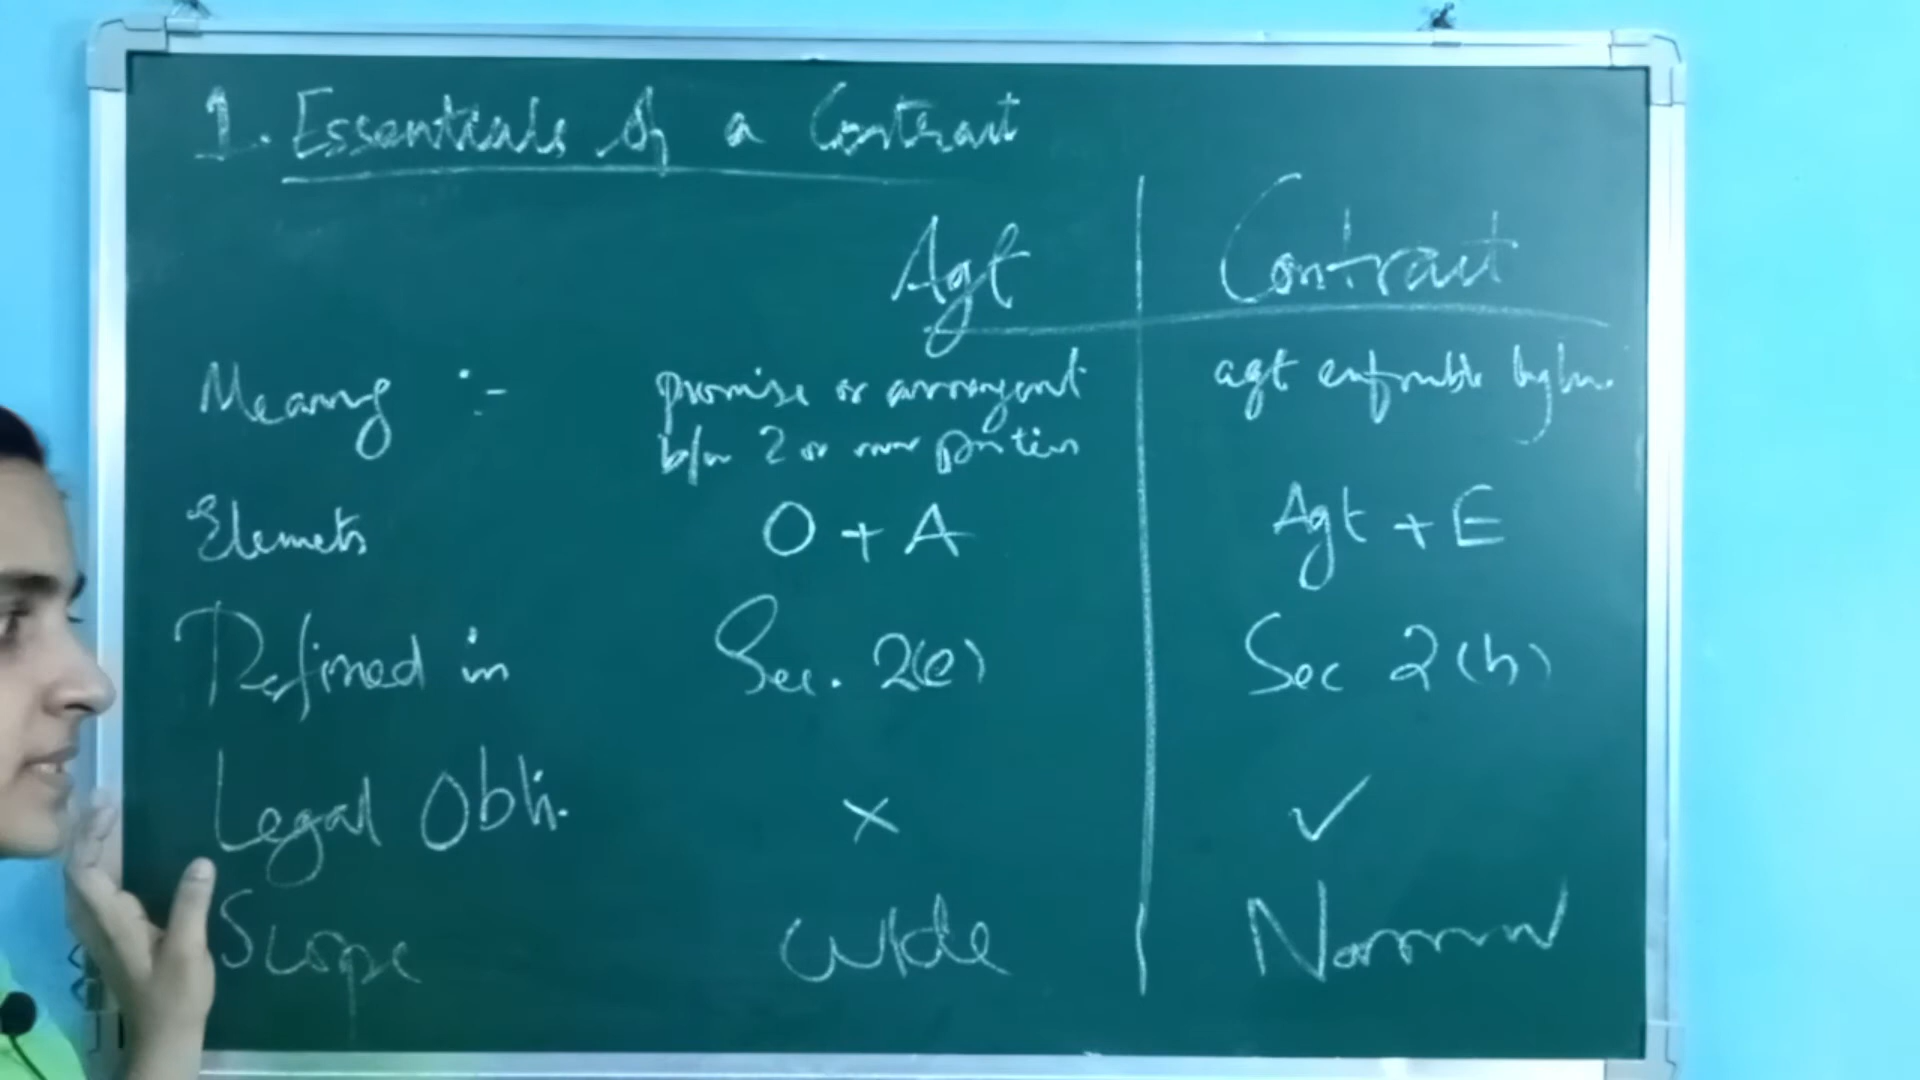 1. Essentials of a Contract
Agt Contract
Meaning :- promise or arrangement agt enforceable by law.
b/w 2 or more parties
Elements O + A Agt + E
Defined in Sec. 2(e) Sec 2(h)
Legal Obli. × ✓
Scope Wide Narrow